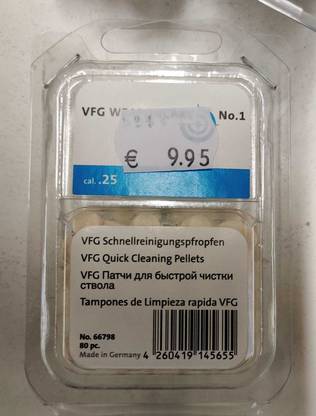 VFG No.1
€ 9.95
cal. .25
VFG Schnellreinigungspfropfen
VFG Quick Cleaning Pellets
VFG Патчи для быстрой чистки
ствола
Tampones de Limpieza rapida VFG
No. 66798
80 pc.
Made in Germany 4 260419 145655